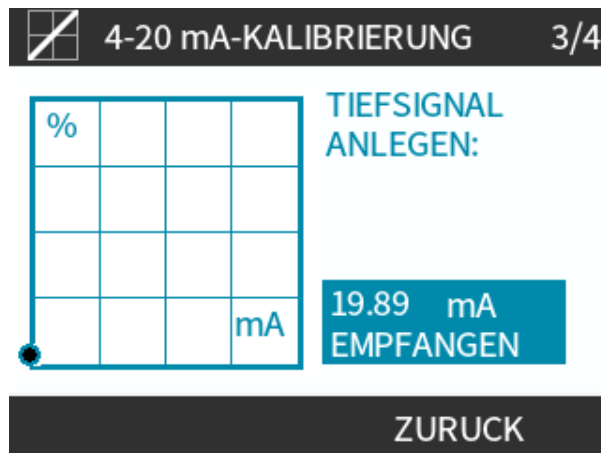 4-20 mA-KALIBRIERUNG 3/4
%
TIEFSIGNAL
ANLEGEN:
mA
19.89 mA
EMPFANGEN
ZURUCK